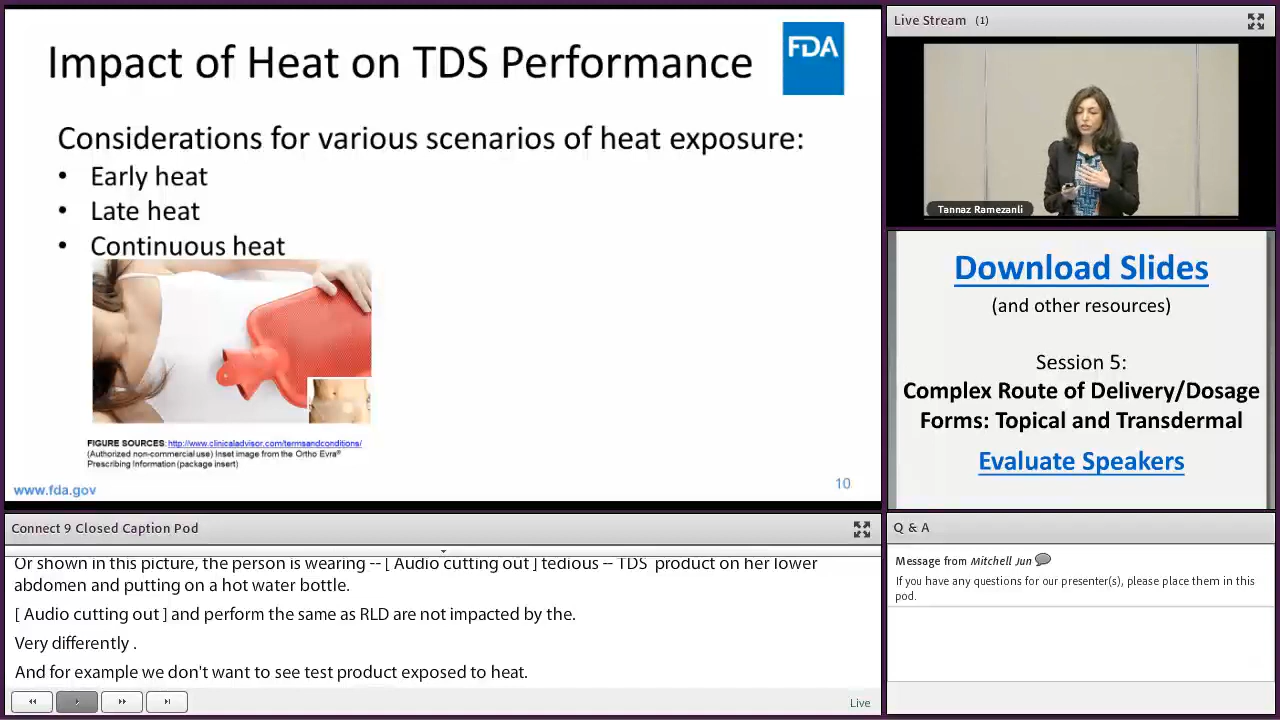 Impact of Heat on TDS Performance
FDA
Considerations for various scenarios of heat exposure:
• Early heat
• Late heat
• Continuous heat
FIGURE SOURCES: http://www.clinicaladvisor.com/termsandconditions/
(Authorized non-commercial use) Inset image from the Ortho Evra®
Prescribing Information (package insert)
www.fda.gov
10
Live Stream (1)
Tannaz Ramezanli
Download Slides
(and other resources)
Session 5:
Complex Route of Delivery/Dosage
Forms: Topical and Transdermal
Evaluate Speakers
Connect 9 Closed Caption Pod
Or shown in this picture, the person is wearing -- [ Audio cutting out ] tedious -- TDS product on her lower
abdomen and putting on a hot water bottle.
[ Audio cutting out ] and perform the same as RLD are not impacted by the.
Very differently .
And for example we don't want to see test product exposed to heat.
Live
Q & A
Message from Mitchell Jun
If you have any questions for our presenter(s), please place them in this
pod.